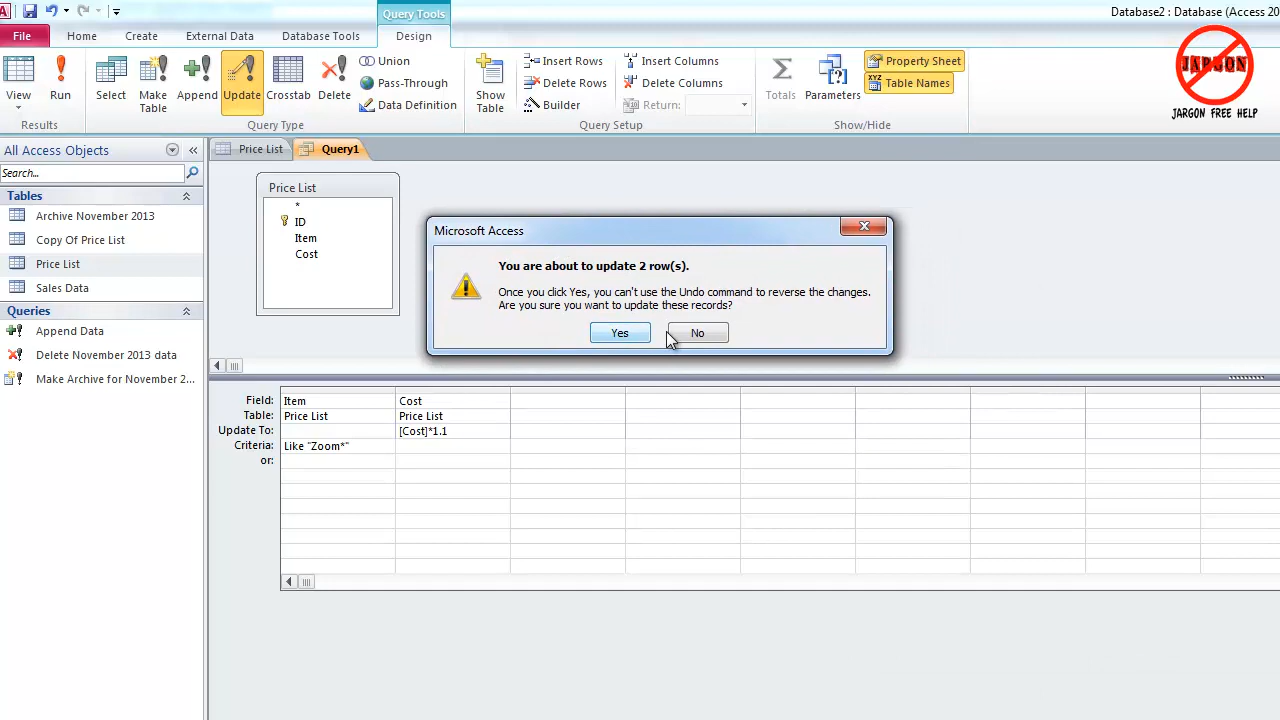 Query Tools
Database2 : Database (Access 20
File Home Create External Data Database Tools Design
View Run Select Make Table Append Update Crosstab Delete
Union
Pass-Through
Data Definition
Show Table
Insert Rows
Delete Rows
Builder
Insert Columns
Delete Columns
Return:
Totals
Parameters
Property Sheet
Table Names
Results Query Type Query Setup Show/Hide
JARGON
JARGON FREE HELP
All Access Objects
Search...
Tables
Archive November 2013
Copy Of Price List
Price List
Sales Data
Queries
Append Data
Delete November 2013 data
Make Archive for November 2...
Price List Query1
Price List
*
ID
Item
Cost
Microsoft Access
You are about to update 2 row(s).
Once you click Yes, you can't use the Undo command to reverse the changes.
Are you sure you want to update these records?
Yes No
Field: Item Cost
Table: Price List Price List
Update To: [Cost]*1.1
Criteria: Like "Zoom*"
or: